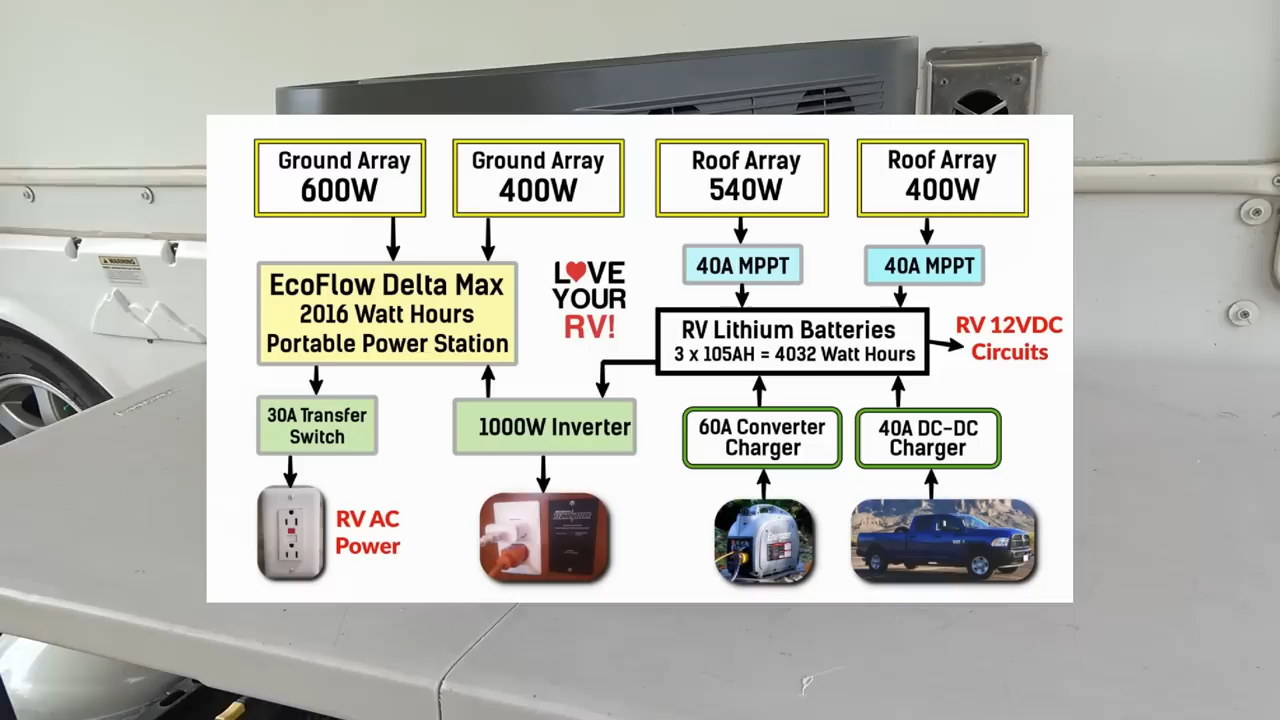 Ground Array
600W
Ground Array
400W
Roof Array
540W
Roof Array
400W
40A MPPT
40A MPPT
EcoFlow Delta Max
2016 Watt Hours
Portable Power Station
L❤VE
YOUR
RV!
RV Lithium Batteries
3 x 105AH = 4032 Watt Hours
RV 12VDC
Circuits
30A Transfer
Switch
1000W Inverter
60A Converter
Charger
40A DC-DC
Charger
RV AC
Power
WARNING